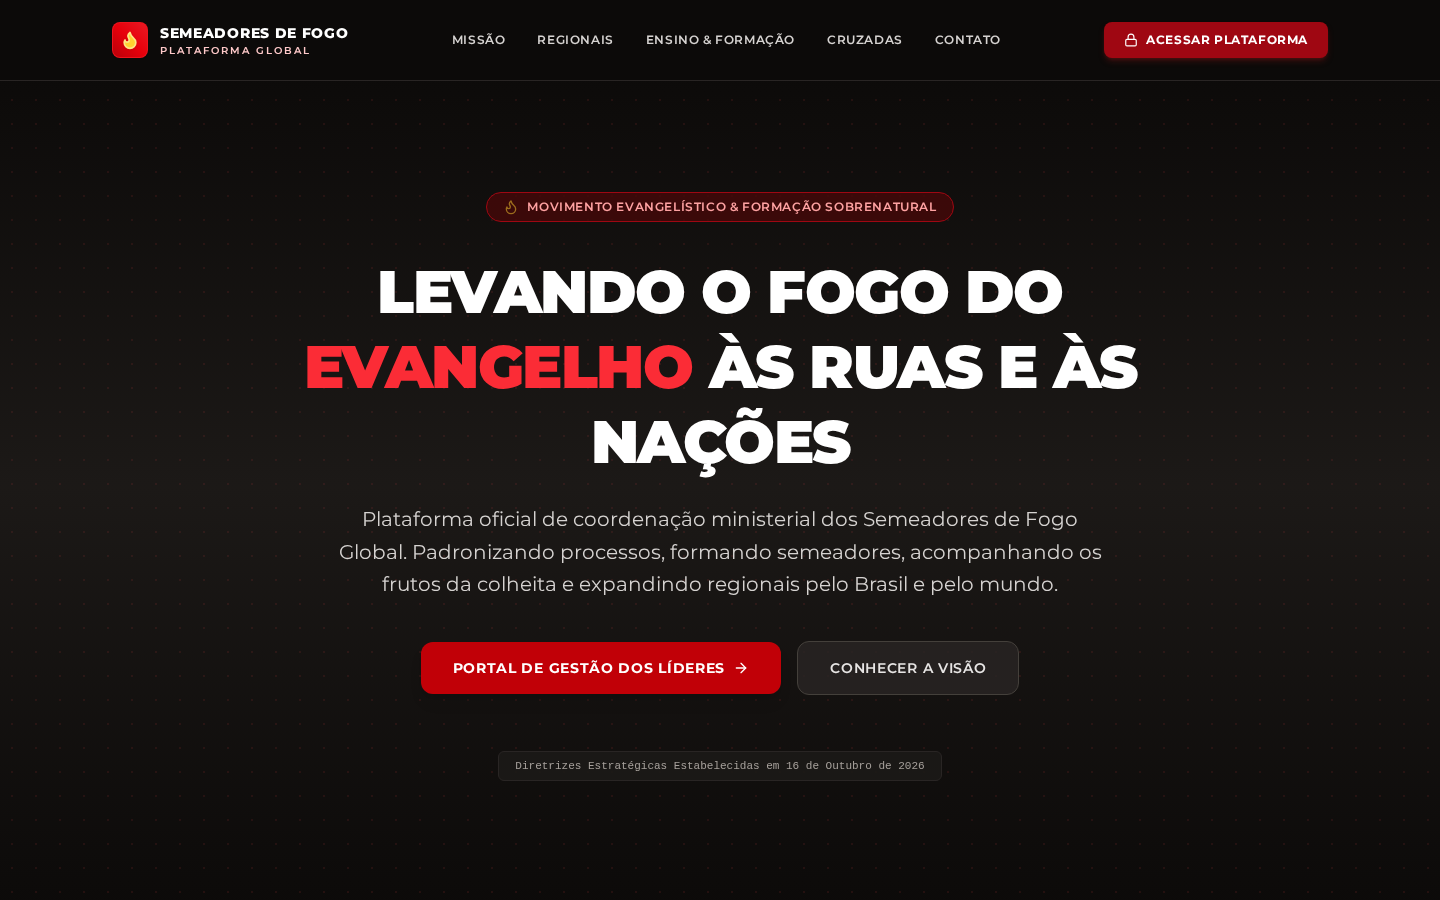 SEMEADORES DE FOGO
PLATAFORMA GLOBAL
MISSÃO
REGIONAIS
ENSINO & FORMAÇÃO
CRUZADAS
CONTATO
ACESSAR PLATAFORMA
MOVIMENTO EVANGELÍSTICO & FORMAÇÃO SOBRENATURAL
LEVANDO O FOGO DO
EVANGELHO ÀS RUAS E ÀS
NAÇÕES
Plataforma oficial de coordenação ministerial dos Semeadores de Fogo
Global. Padronizando processos, formando semeadores, acompanhando os
frutos da colheita e expandindo regionais pelo Brasil e pelo mundo.
PORTAL DE GESTÃO DOS LÍDERES
CONHECER A VISÃO
Diretrizes Estratégicas Estabelecidas em 16 de Outubro de 2026